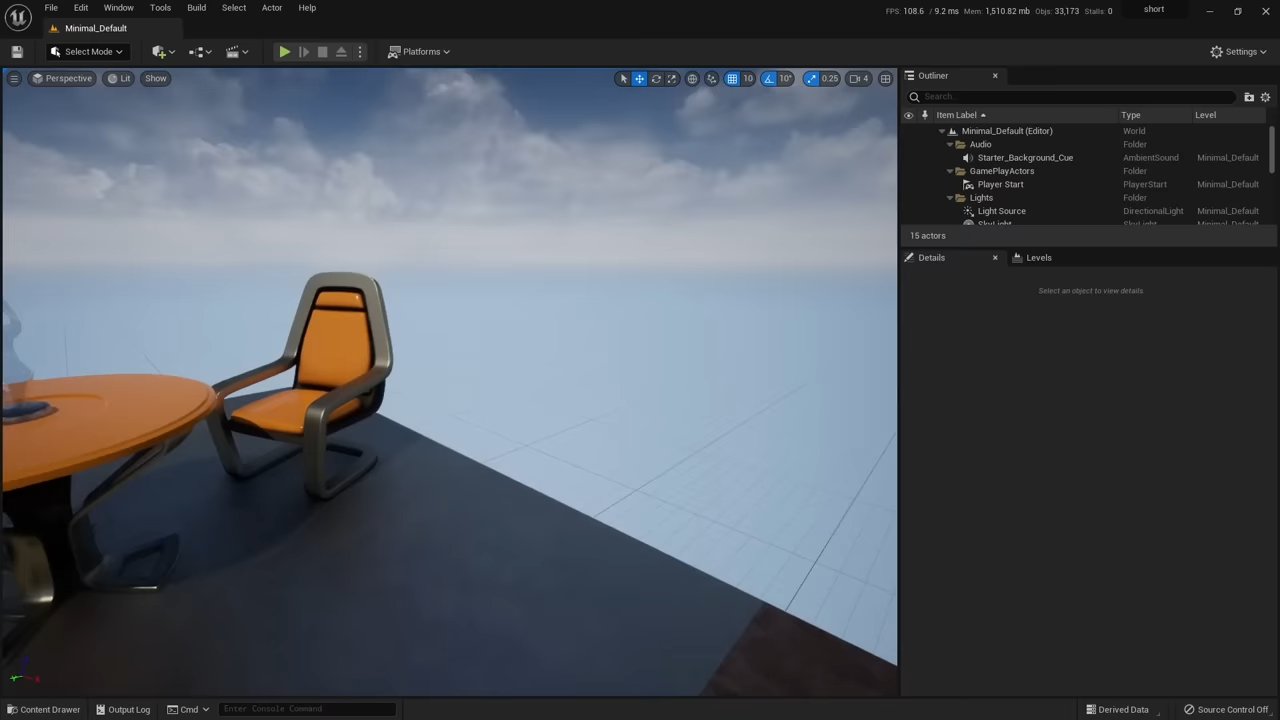 File Edit Window Tools Build Select Actor Help
FPS: 108.6 / 9.2 ms Mem: 1,510.82 mb Objs: 33,173 Stalls: 0 short
Minimal_Default
Select Mode Platforms Settings
Perspective Lit Show 10 10° 0.25 4
Outliner
Search...
Item Label Type Level
Minimal_Default (Editor) World
Audio Folder
Starter_Background_Cue AmbientSound Minimal_Default
GamePlayActors Folder
Player Start PlayerStart Minimal_Default
Lights Folder
Light Source DirectionalLight Minimal_Default
SkyLight SkyLight Minimal_Default
15 actors
Details Levels
Select an object to view details.
Content Drawer Output Log Cmd Enter Console Command Derived Data Source Control Off